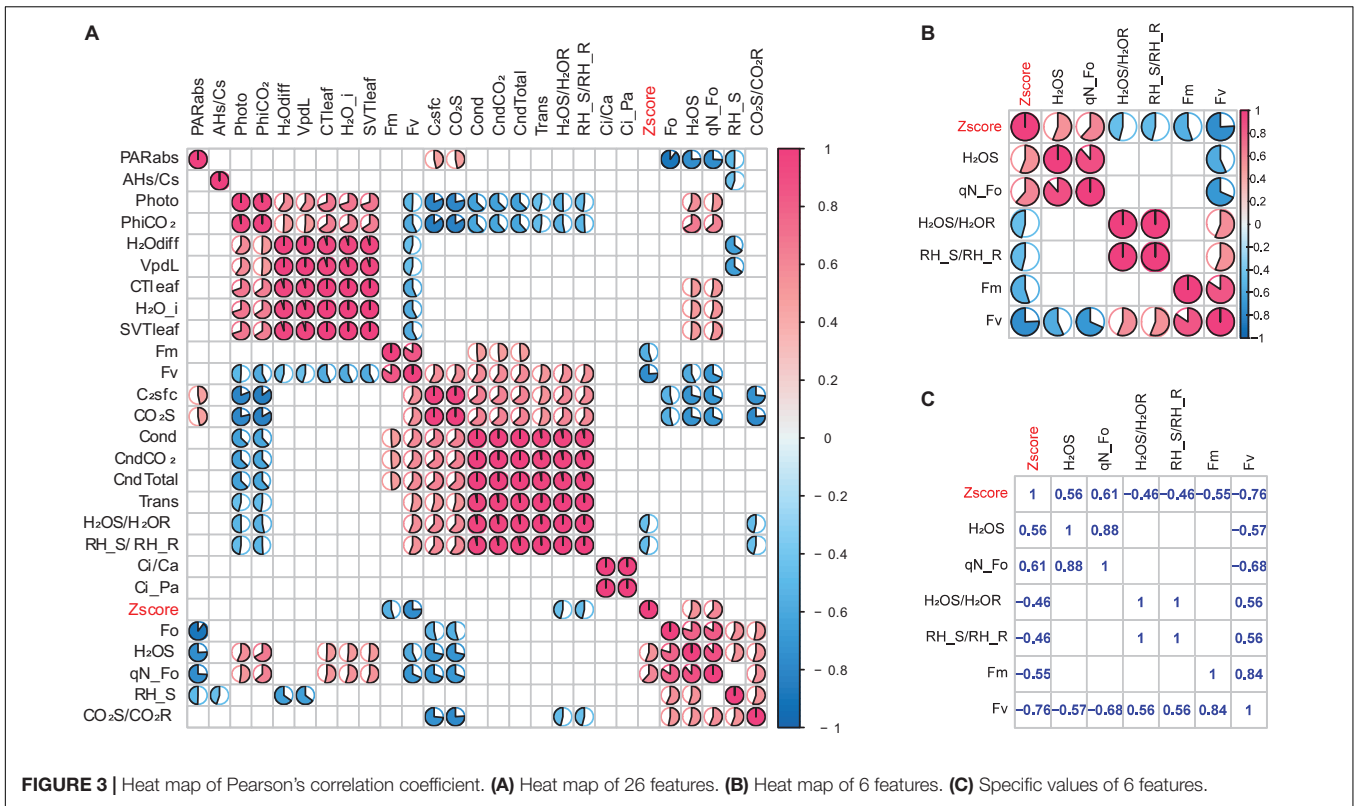 A
PARabs AHs/Cs Photo PhiCO₂ H₂Odiff VpdL CTleaf H₂O_i SVTleaf Fm Fv C₂sfc CO₂S Cond CndCO₂ CndTotal Trans H₂OS/H₂OR RH_S/RH_R Ci/Ca Ci_Pa Zscore Fo H₂OS qN_Fo RH_S CO₂S/CO₂R
PARabs
AHs/Cs
Photo
PhiCO₂
H₂Odiff
VpdL
CTleaf
H₂O_i
SVTleaf
Fm
Fv
C₂sfc
CO₂S
Cond
CndCO₂
CndTotal
Trans
H₂OS/H₂OR
RH_S/ RH_R
Ci/Ca
Ci_Pa
Zscore
Fo
H₂OS
qN_Fo
RH_S
CO₂S/CO₂R
1
0.8
0.6
0.4
0.2
0
− 0.2
− 0.4
− 0.6
− 0.8
− 1
B
Zscore H₂OS qN_Fo H₂OS/H₂OR RH_S/RH_R Fm Fv
Zscore
H₂OS
qN_Fo
H₂OS/H₂OR
RH_S/RH_R
Fm
Fv
1
0.8
0.6
0.4
0.2
0
−0.2
−0.4
−0.6
−0.8
−1
C
Zscore H₂OS qN_Fo H₂OS/H₂OR RH_S/RH_R Fm Fv
Zscore 1 0.56 0.61 −0.46 −0.46 −0.55 −0.76
H₂OS 0.56 1 0.88 −0.57
qN_Fo 0.61 0.88 1 −0.68
H₂OS/H₂OR −0.46 1 1 0.56
RH_S/RH_R −0.46 1 1 0.56
Fm −0.55 1 0.84
Fv −0.76 −0.57 −0.68 0.56 0.56 0.84 1
FIGURE 3 | Heat map of Pearson's correlation coefficient. (A) Heat map of 26 features. (B) Heat map of 6 features. (C) Specific values of 6 features.